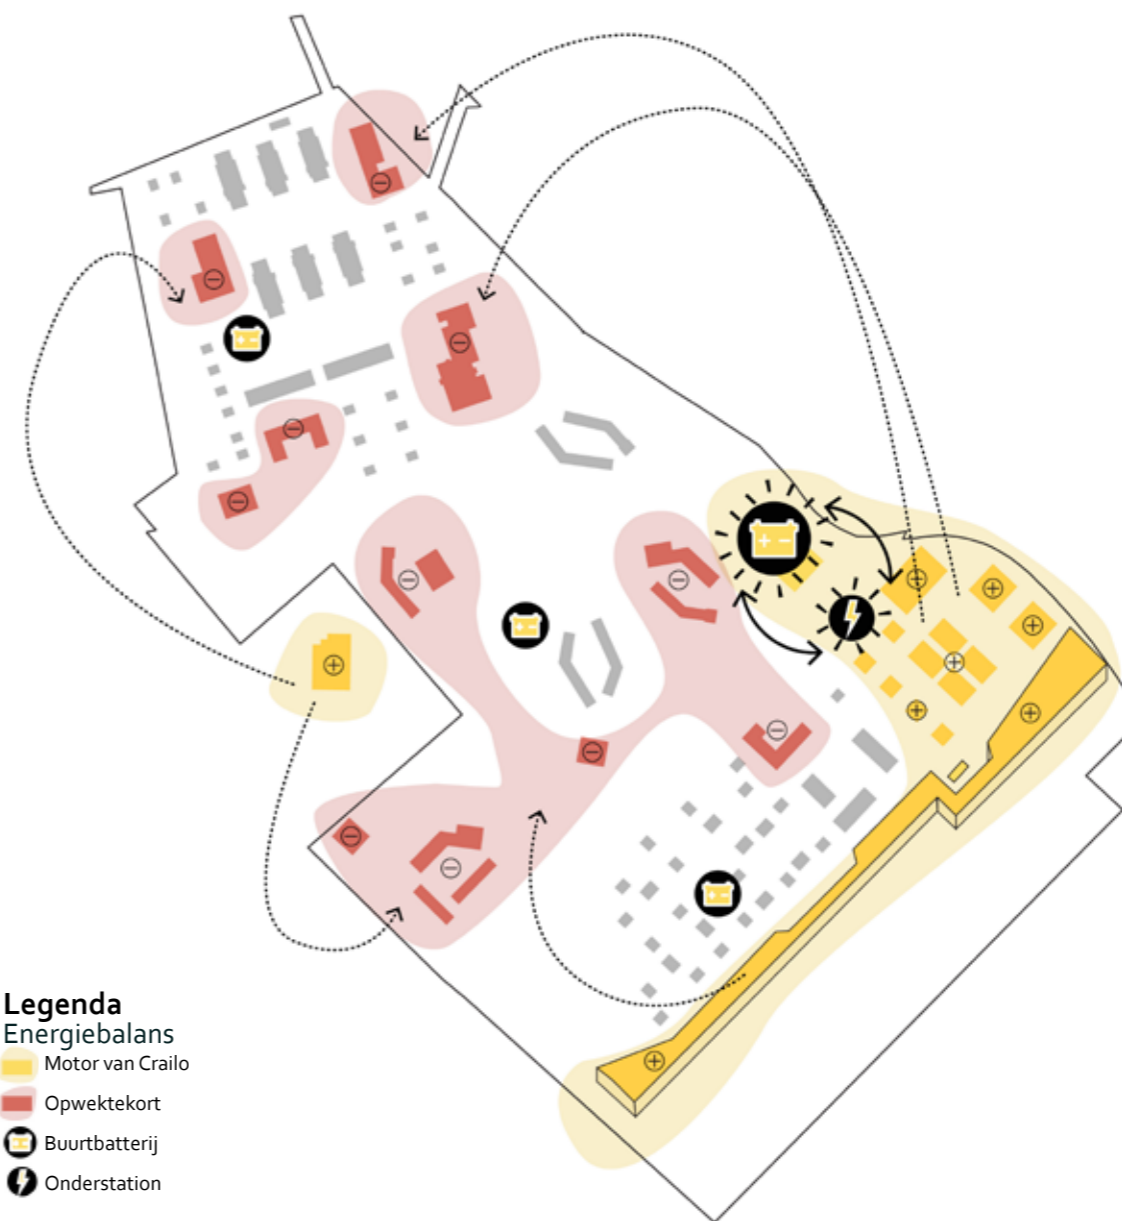 Legenda
Energiebalans
Motor van Crailo
Opwektekort
Buurtbatterij
Onderstation